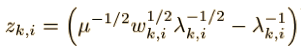 $z_{k,i} = \left( \mu^{-1/2} w_{k,i}^{1/2} \lambda_{k,i}^{-1/2} - \lambda_{k,i}^{-1} \right)$